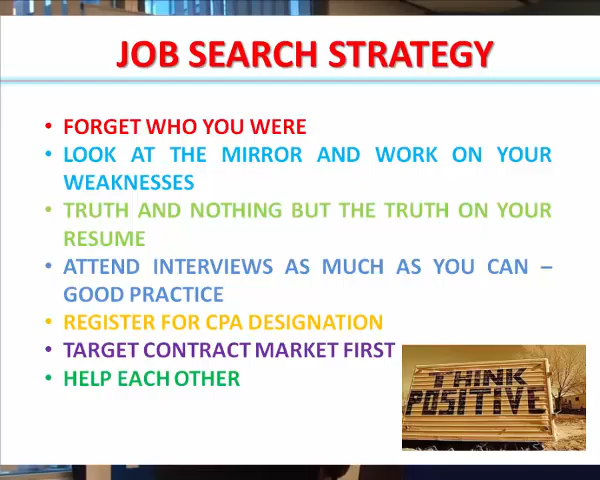 JOB SEARCH STRATEGY
• FORGET WHO YOU WERE
• LOOK AT THE MIRROR AND WORK ON YOUR
WEAKNESSES
• TRUTH AND NOTHING BUT THE TRUTH ON YOUR
RESUME
• ATTEND INTERVIEWS AS MUCH AS YOU CAN –
GOOD PRACTICE
• REGISTER FOR CPA DESIGNATION
• TARGET CONTRACT MARKET FIRST
• HELP EACH OTHER
THINK
POSITIVE